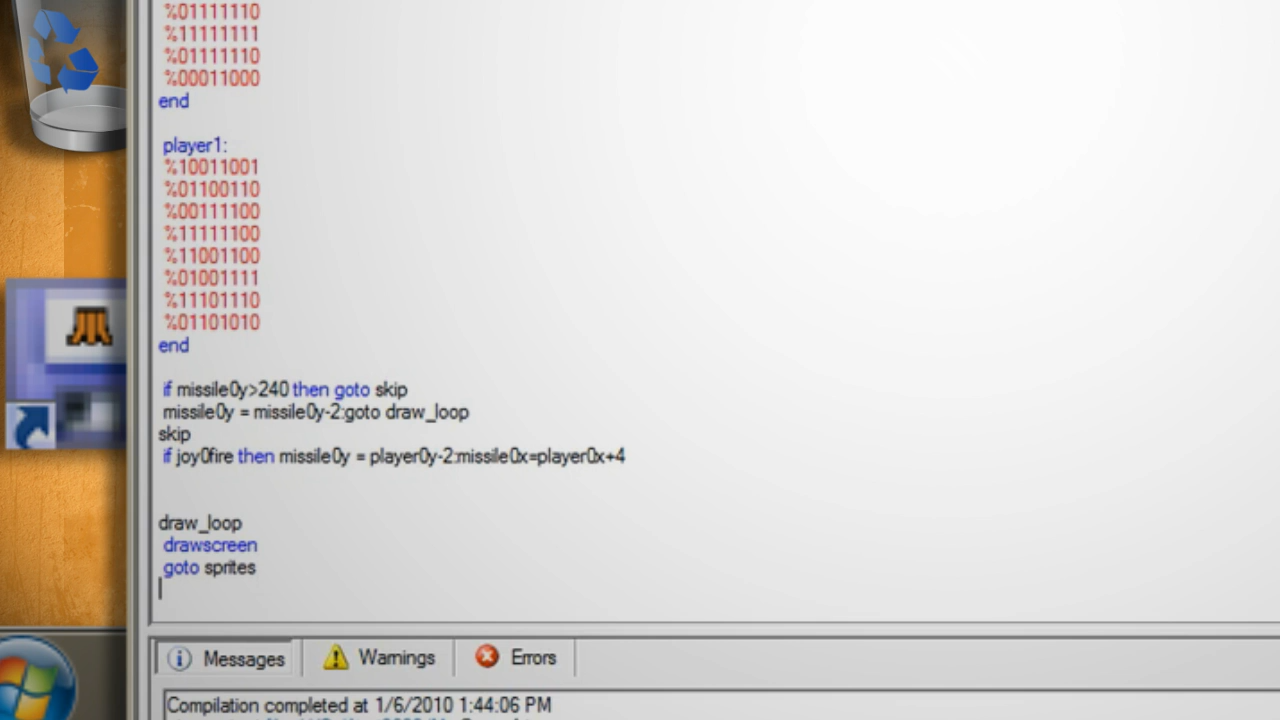 %01111110
%11111111
%01111110
%00011000
end
player1:
%10011001
%01100110
%00111100
%11111100
%11001100
%01001111
%11101110
%01101010
end
if missile0y>240 then goto skip
missile0y = missile0y-2:goto draw_loop
skip
if joy0fire then missile0y = player0y-2:missile0x=player0x+4
draw_loop
drawscreen
goto sprites
Messages
Warnings
Errors
Compilation completed at 1/6/2010 1:44:06 PM